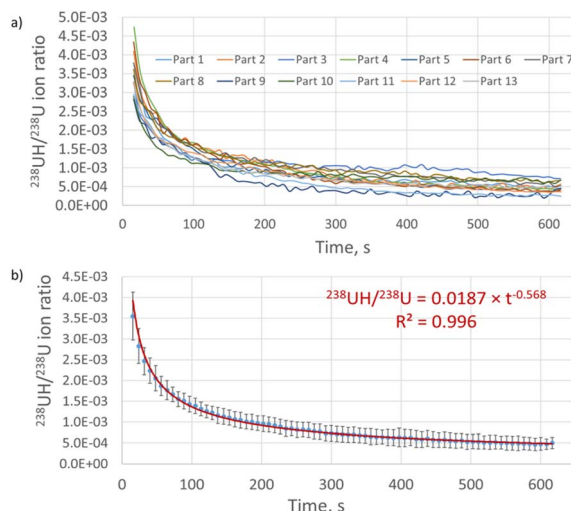 a)
5.0E-03
4.5E-03
4.0E-03
3.5E-03
3.0E-03
2.5E-03
2.0E-03
1.5E-03
1.0E-03
5.0E-04
0.0E+00
²³⁸UH/²³⁸U ion ratio
Part 1 Part 2 Part 3 Part 4 Part 5 Part 6 Part 7
Part 8 Part 9 Part 10 Part 11 Part 12 Part 13
0 100 200 300 400 500 600
Time, s
b)
4.5E-03
4.0E-03
3.5E-03
3.0E-03
2.5E-03
2.0E-03
1.5E-03
1.0E-03
5.0E-04
0.0E+00
²³⁸UH/²³⁸U ion ratio
²³⁸UH/²³⁸U = 0.0187 × t⁻⁰·⁵⁶⁸
R² = 0.996
0 100 200 300 400 500 600
Time, s